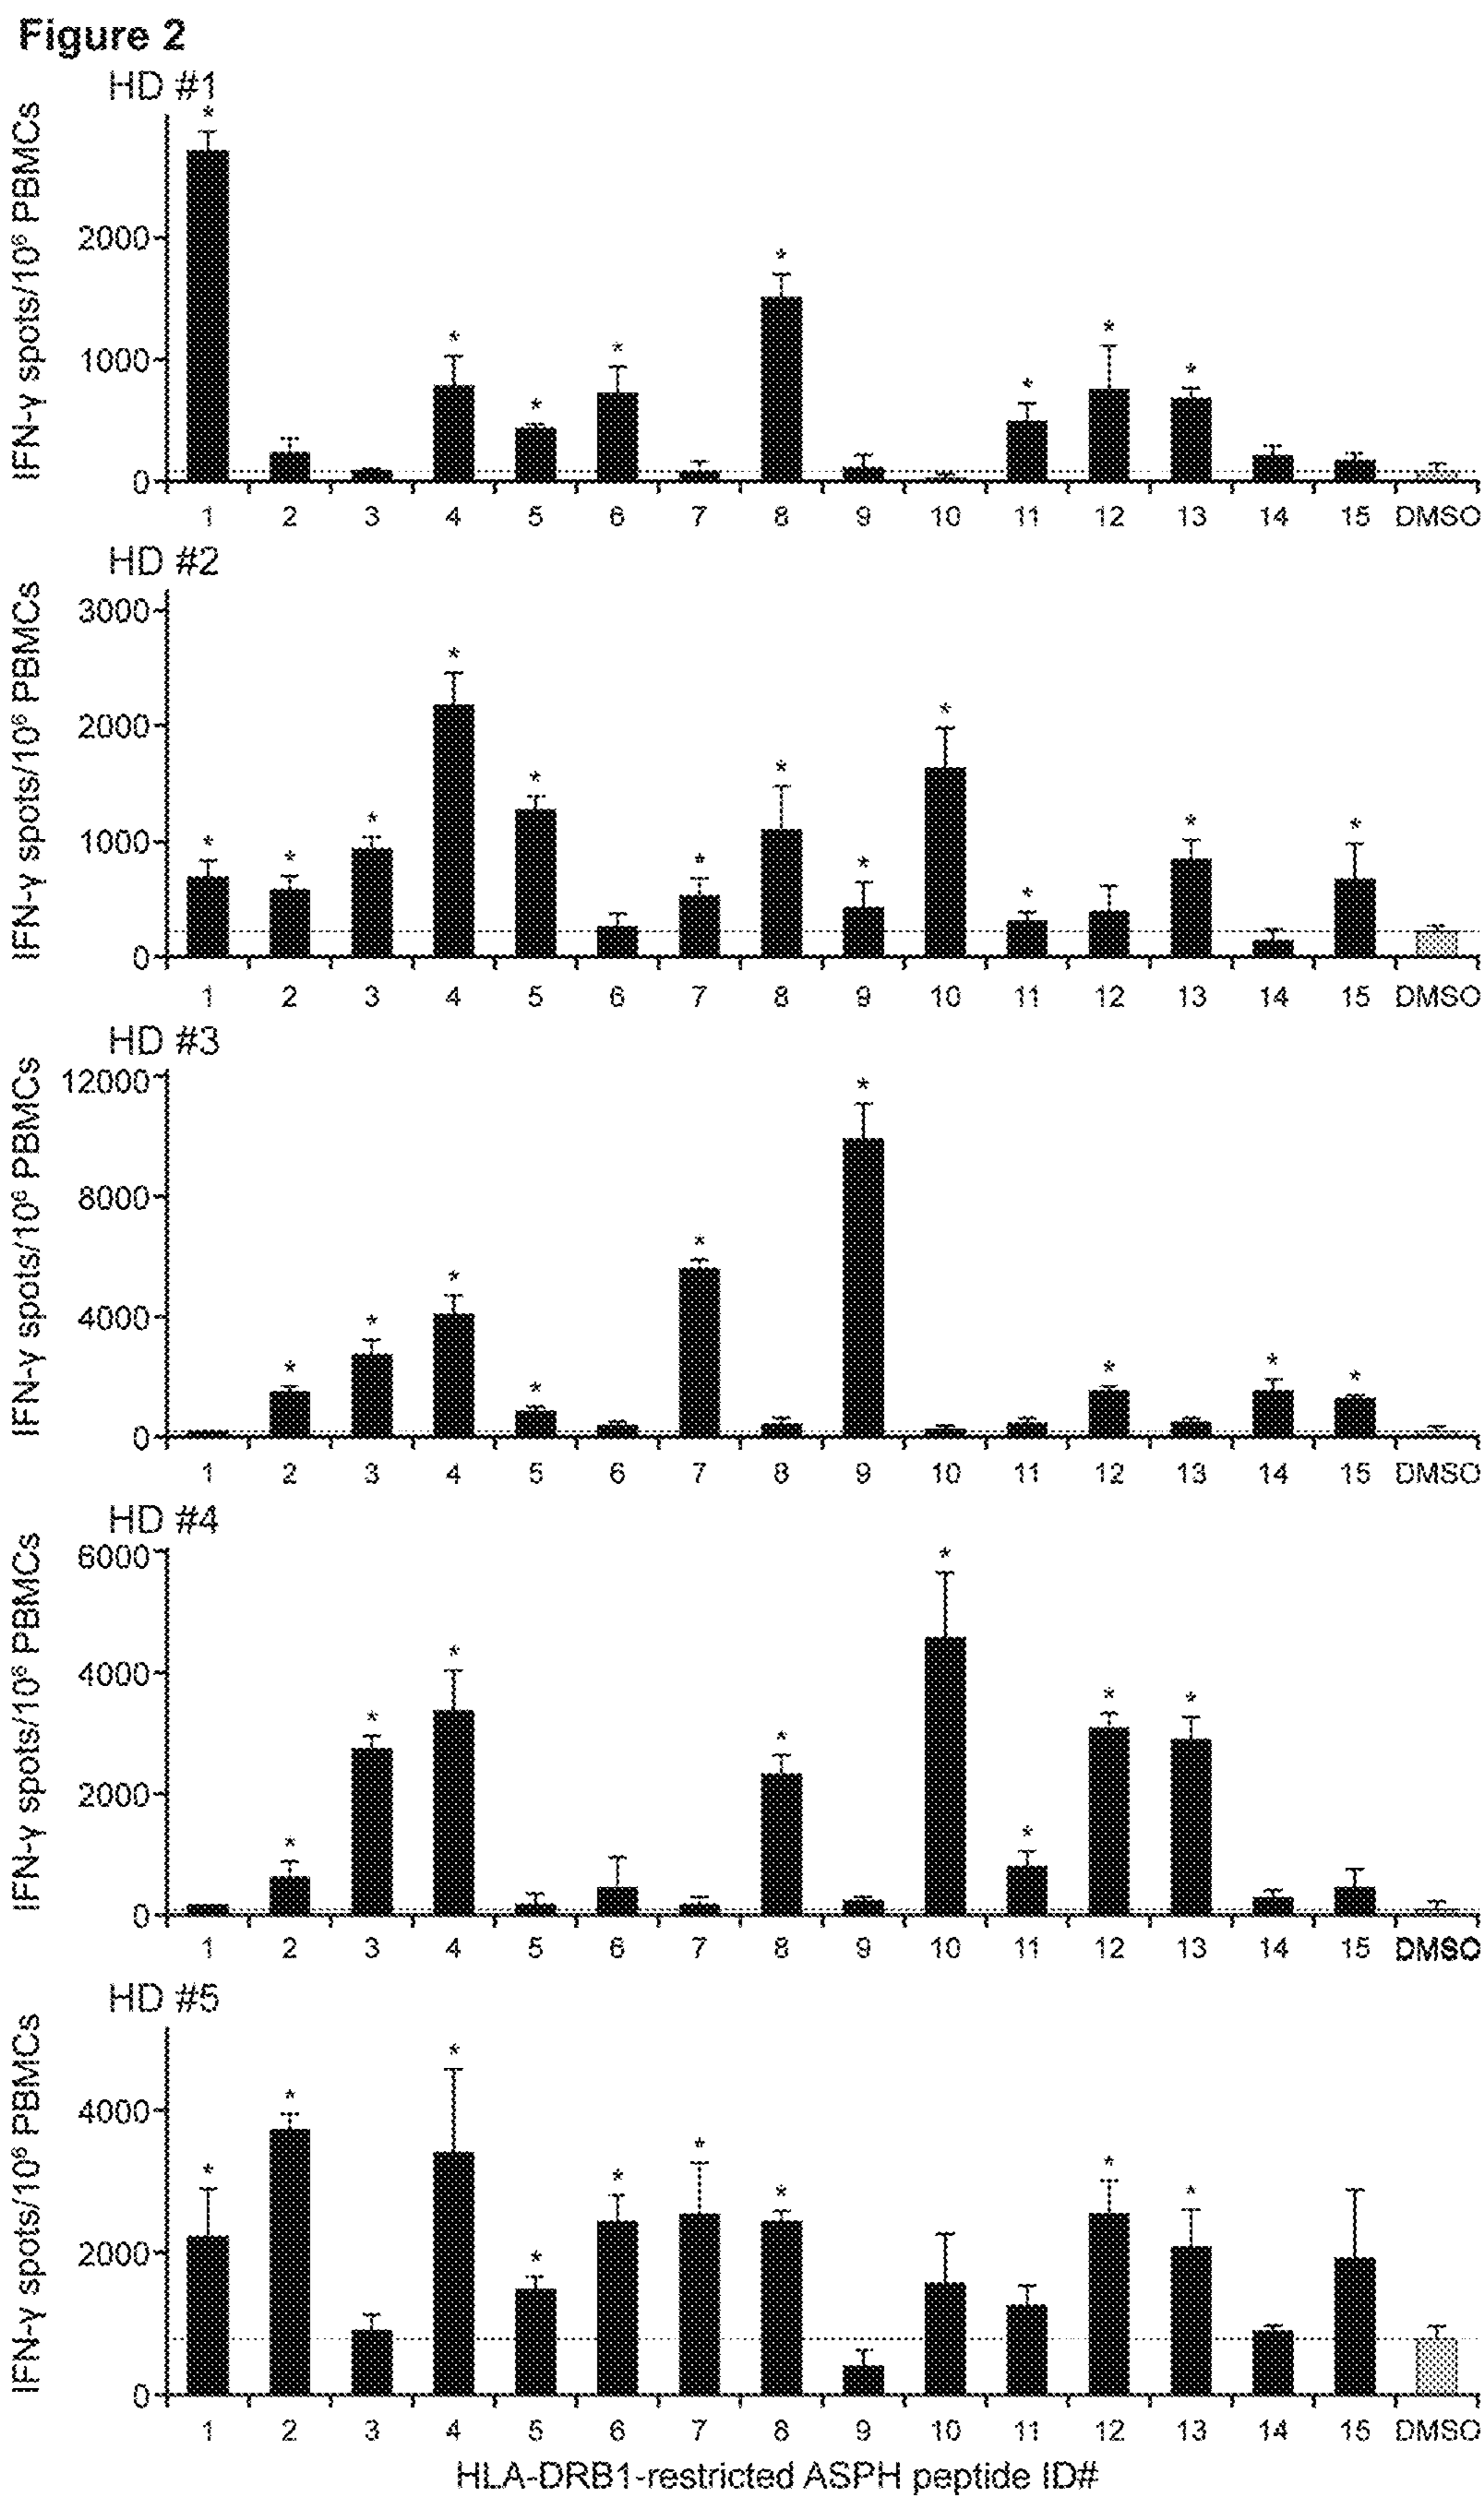 Figure 2
HD #1
IFN-γ spots/10⁶ PBMCs
2000
1000
0
* * * * * * * *
1 2 3 4 5 6 7 8 9 10 11 12 13 14 15 DMSO
HD #2
IFN-γ spots/10⁶ PBMCs
3000
2000
1000
0
* * * * * * * * * * * *
1 2 3 4 5 6 7 8 9 10 11 12 13 14 15 DMSO
HD #3
IFN-γ spots/10⁶ PBMCs
12000
8000
4000
0
* * * * * * * * *
1 2 3 4 5 6 7 8 9 10 11 12 13 14 15 DMSO
HD #4
IFN-γ spots/10⁶ PBMCs
6000
4000
2000
0
* * * * * * * *
1 2 3 4 5 6 7 8 9 10 11 12 13 14 15 DMSO
HD #5
IFN-γ spots/10⁶ PBMCs
4000
2000
0
* * * * * * * * *
1 2 3 4 5 6 7 8 9 10 11 12 13 14 15 DMSO
HLA-DRB1-restricted ASPH peptide ID#